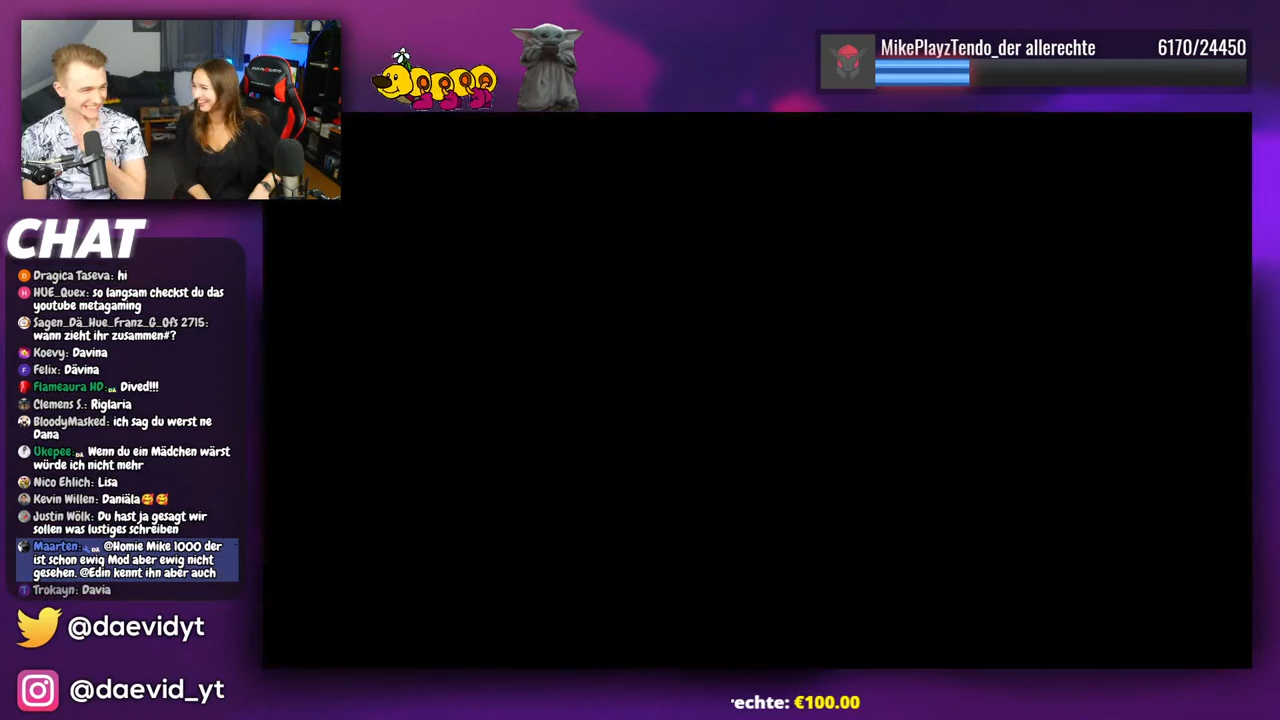 MikePlayzTendo_der allerechte 6170/24450
CHAT
Dragica Taseva: hi
HUE_Quex: so langsam checkst du das
youtube metagaming
Sagen_Dä_Hue_Franz_G_Ofs 2715:
wann zieht ihr zusammen#?
Koevy: Davina
Felix: Dävina
Flameaura HD: DÄ Dived!!!
Clemens S.: Riglaria
BloodyMasked: ich sag du werst ne
Dana
Ukepee: DÄ Wenn du ein Mädchen wärst
würde ich nicht mehr
Nico Ehlich: Lisa
Kevin Willen: Daniäla🥰🥰
Justin Wölk: Du hast ja gesagt wir
sollen was lustiges schreiben
Maarten: DÄ @Homie Mike 1000 der
ist schon ewig Mod aber ewig nicht
gesehen. @Edin kennt ihn aber auch
Trokayn: Davia
@daevidyt
@daevid_yt
echte: €100.00